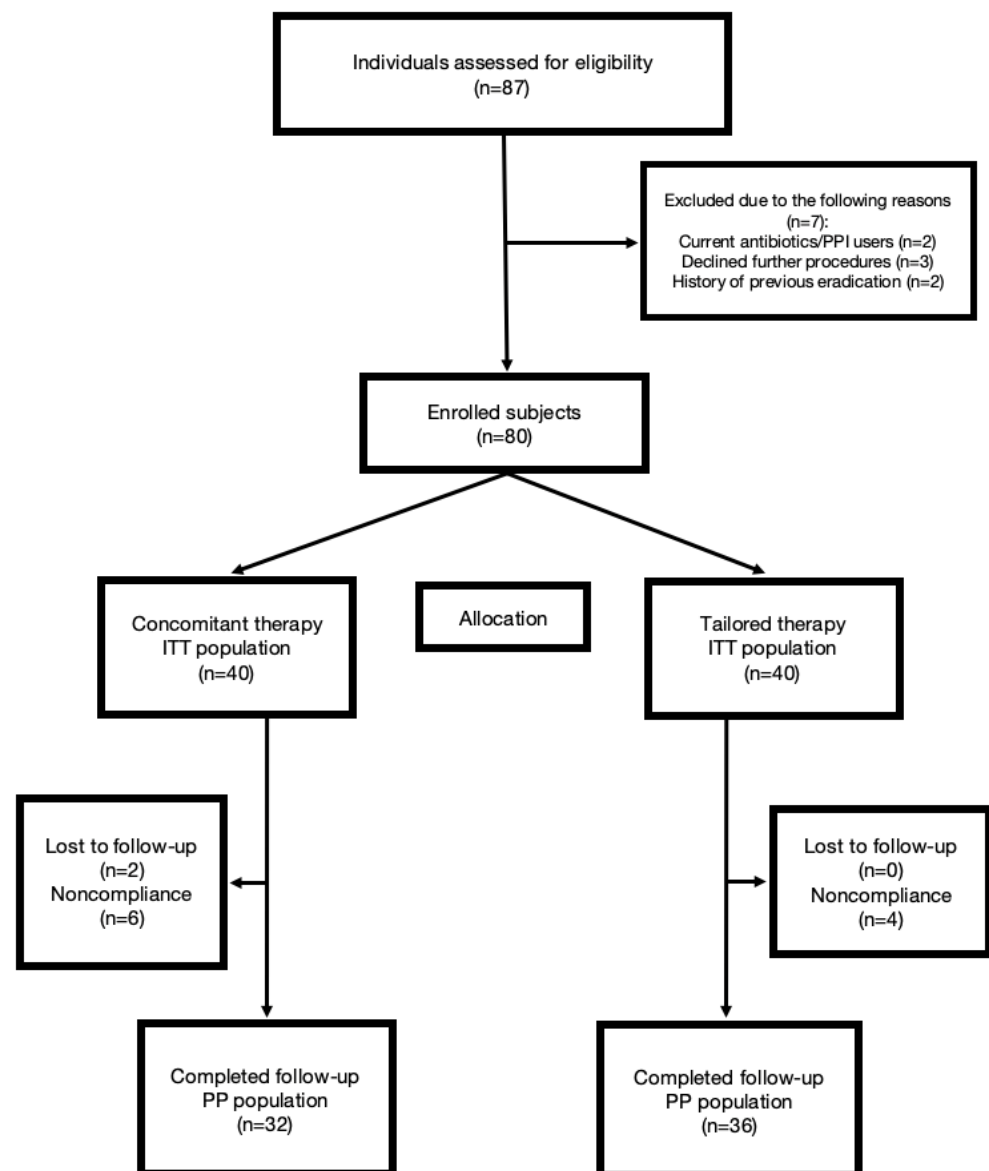 Individuals assessed for eligibility
(n=87)
Excluded due to the following reasons
(n=7):
Current antibiotics/PPI users (n=2)
Declined further procedures (n=3)
History of previous eradication (n=2)
Enrolled subjects
(n=80)
Concomitant therapy
ITT population
(n=40)
Allocation
Tailored therapy
ITT population
(n=40)
Lost to follow-up
(n=2)
Noncompliance
(n=6)
Lost to follow-up
(n=0)
Noncompliance
(n=4)
Completed follow-up
PP population
(n=32)
Completed follow-up
PP population
(n=36)